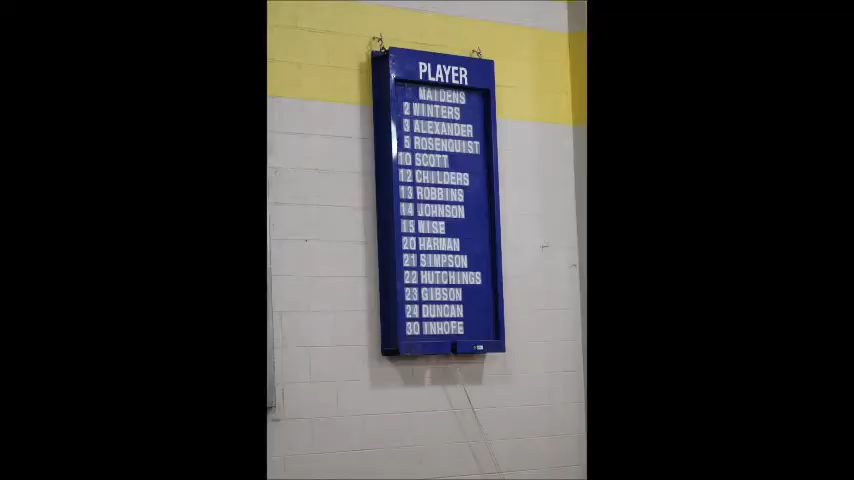 PLAYER
MAIDENS
2 WINTERS
3 ALEXANDER
5 ROSENQUIST
10 SCOTT
12 CHILDERS
13 ROBBINS
14 JOHNSON
15 WISE
20 HARMAN
21 SIMPSON
22 HUTCHINGS
23 GIBSON
24 DUNCAN
30 INHOFE